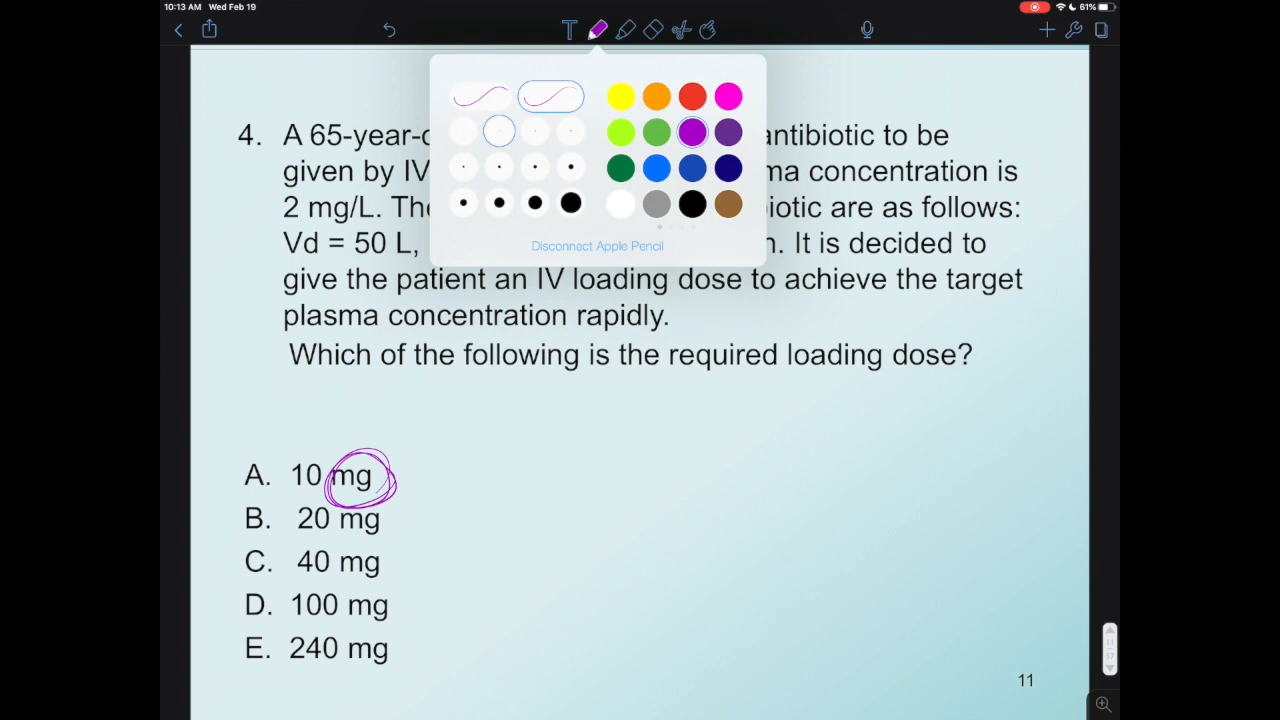 10:13 AM Wed Feb 19
61%
T
4. A 65-year- antibiotic to be
given by IV ma concentration is
2 mg/L. The biotic are as follows:
Vd = 50 L, n. It is decided to
Disconnect Apple Pencil
give the patient an IV loading dose to achieve the target
plasma concentration rapidly.
Which of the following is the required loading dose?
A. 10 mg
B. 20 mg
C. 40 mg
D. 100 mg
E. 240 mg
11
57
11